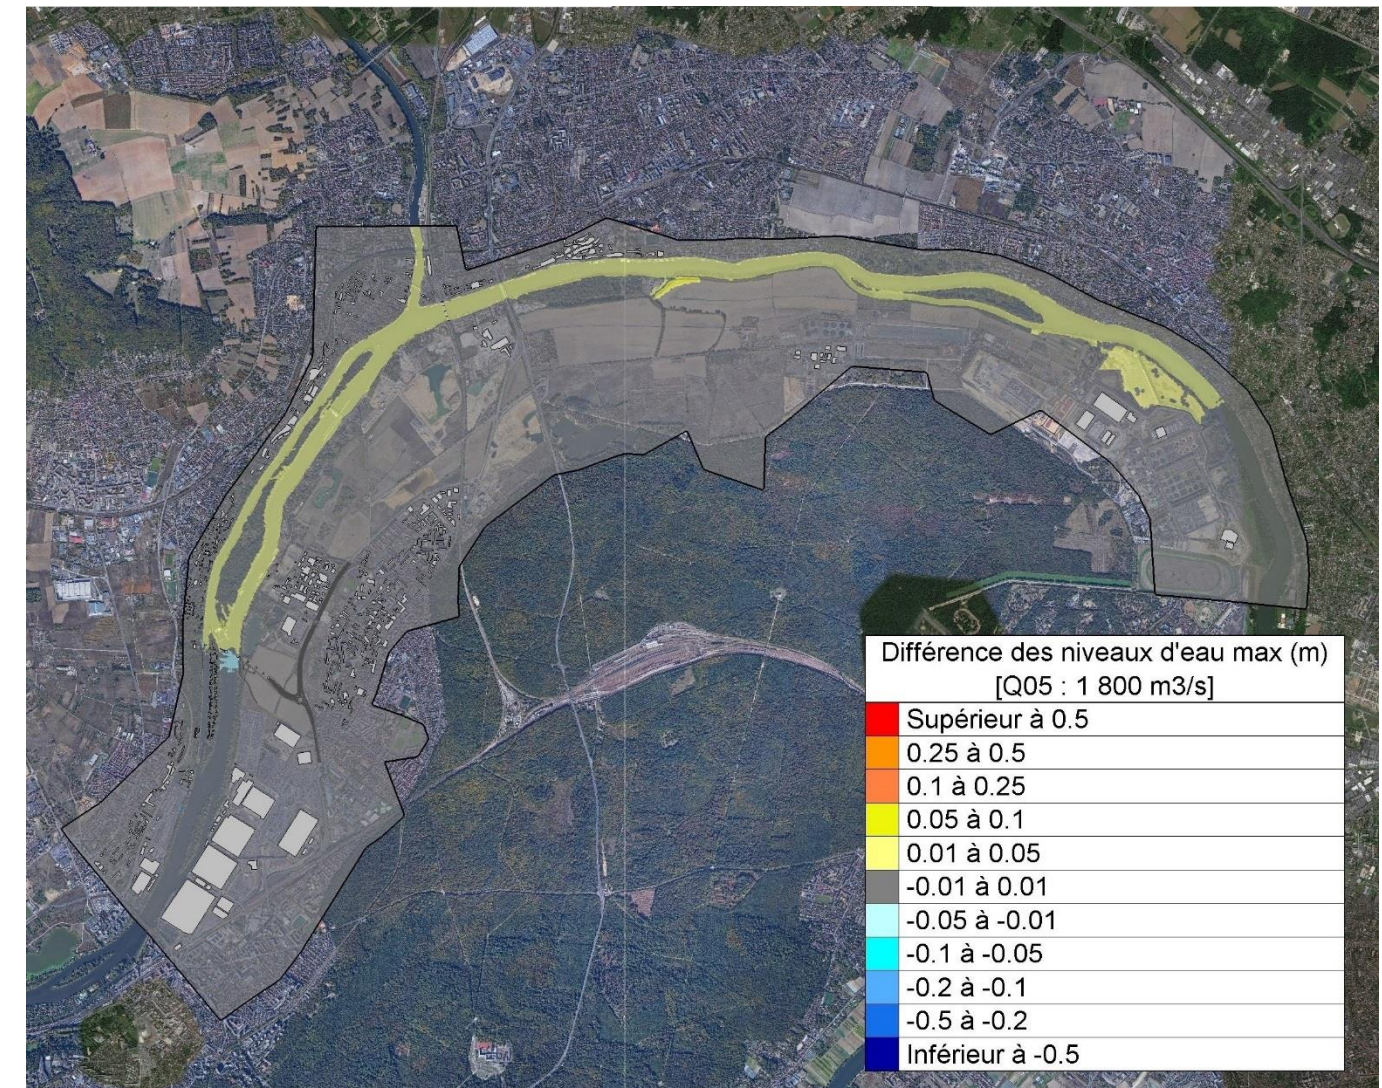 Différence des niveaux d'eau max (m)
[Q05 : 1 800 m3/s]
Supérieur à 0.5
0.25 à 0.5
0.1 à 0.25
0.05 à 0.1
0.01 à 0.05
-0.01 à 0.01
-0.05 à -0.01
-0.1 à -0.05
-0.2 à -0.1
-0.5 à -0.2
Inférieur à -0.5